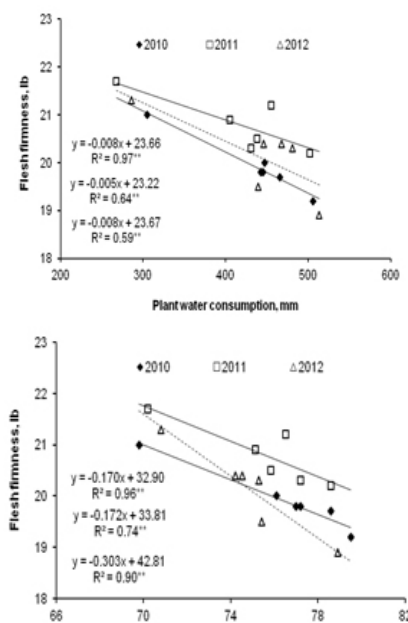 23
◆2010 □2011 △2012
22
21
20
19
18
Flesh firmness, lb
y = -0.008x + 23.66
R² = 0.97**
y = -0.005x + 23.22
R² = 0.64**
y = -0.008x + 23.67
R² = 0.59**
200 300 400 500 600
Plant water consumption, mm
23
◆2010 □2011 △2012
22
21
20
19
18
Flesh firmness, lb
y = -0.170x + 32.90
R² = 0.96**
y = -0.172x + 33.81
R² = 0.74**
y = -0.303x + 42.81
R² = 0.90**
66 70 74 78 82